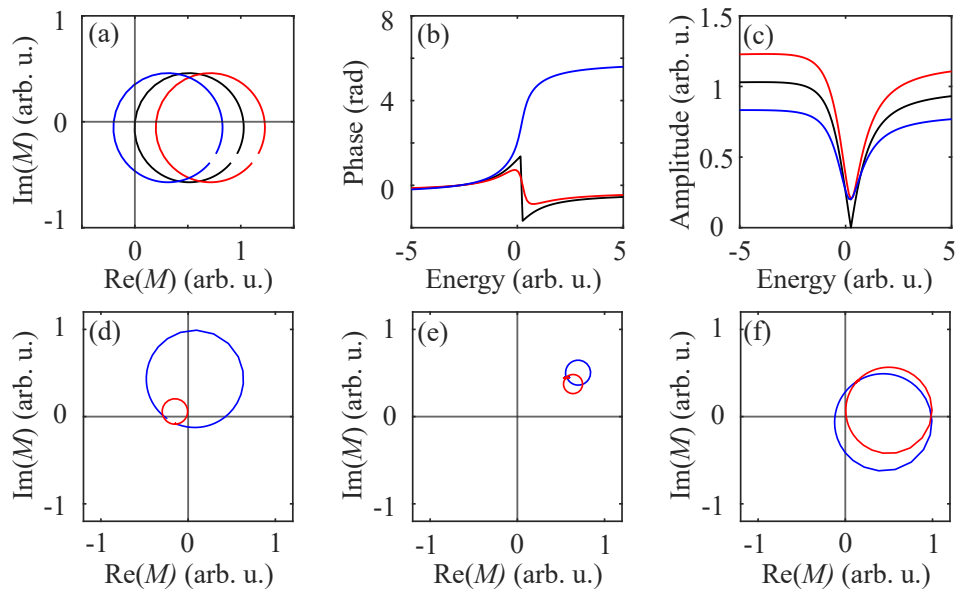 (a)
Im(M) (arb. u.)
1
0
-1
0
1
Re(M) (arb. u.)
(b)
Phase (rad)
8
4
0
-5
0
5
Energy (arb. u.)
(c)
Amplitude (arb. u.)
1.5
1
0.5
0
-5
0
5
Energy (arb. u.)
(d)
Im(M) (arb. u.)
1
0
-1
-1
0
1
Re(M) (arb. u.)
(e)
Im(M) (arb. u.)
1
0
-1
-1
0
1
Re(M) (arb. u.)
(f)
Im(M) (arb. u.)
1
0
-1
-1
0
1
Re(M) (arb. u.)